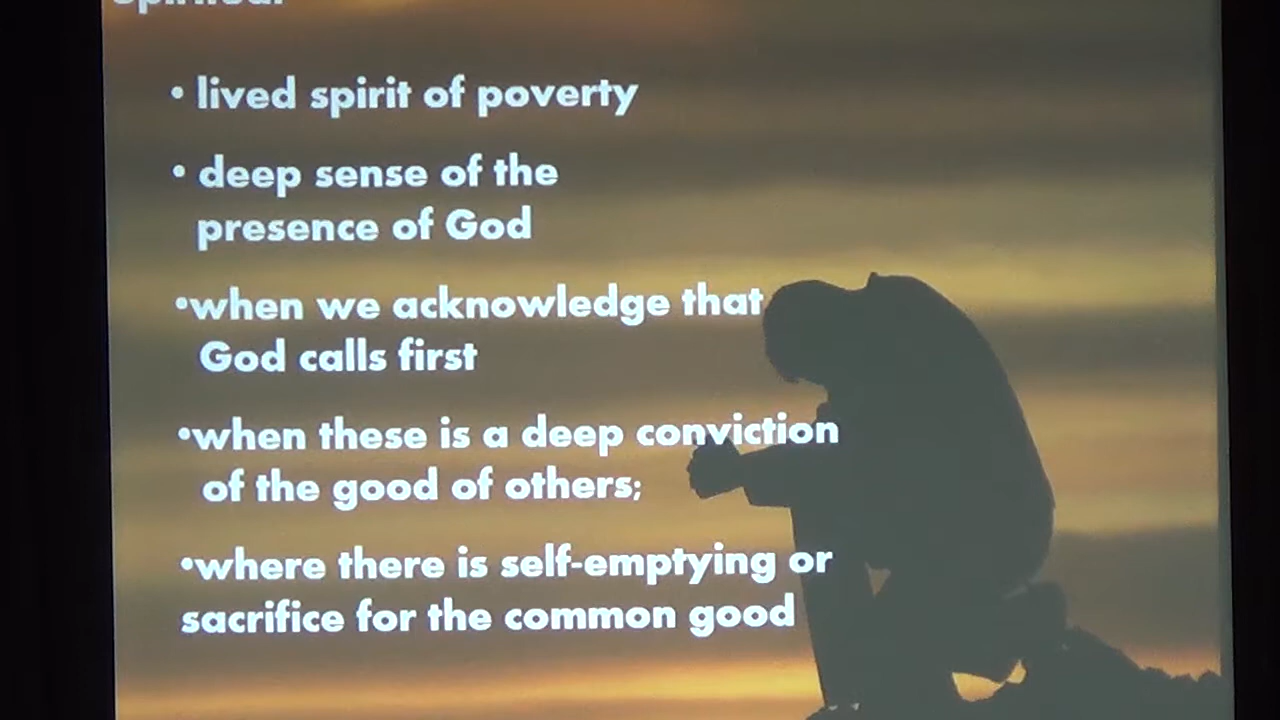 Spiritual
• lived spirit of poverty
• deep sense of the
presence of God
•when we acknowledge that
God calls first
•when these is a deep conviction
of the good of others;
•where there is self-emptying or
sacrifice for the common good